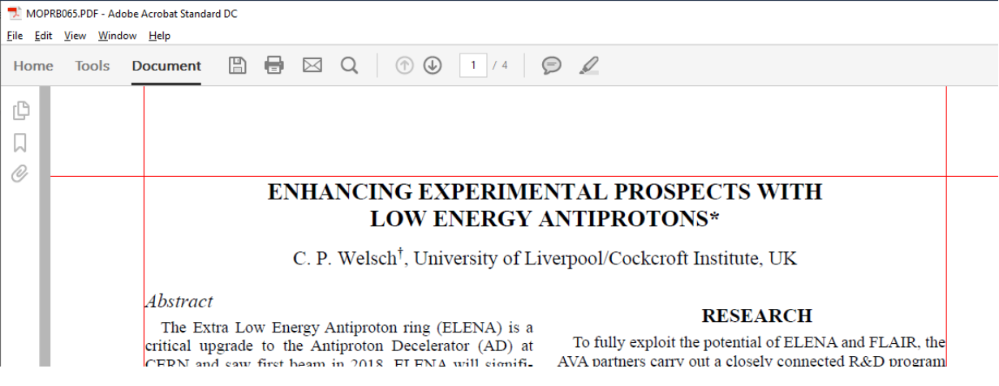 MOPRB065.PDF - Adobe Acrobat Standard DC
File Edit View Window Help
Home Tools Document 1 / 4
ENHANCING EXPERIMENTAL PROSPECTS WITH
LOW ENERGY ANTIPROTONS*
C. P. Welsch†, University of Liverpool/Cockcroft Institute, UK
Abstract
The Extra Low Energy Antiproton ring (ELENA) is a
critical upgrade to the Antiproton Decelerator (AD) at
CERN and saw first beam in 2018. ELENA will signifi-
RESEARCH
To fully exploit the potential of ELENA and FLAIR, the
AVA partners carry out a closely connected R&D program